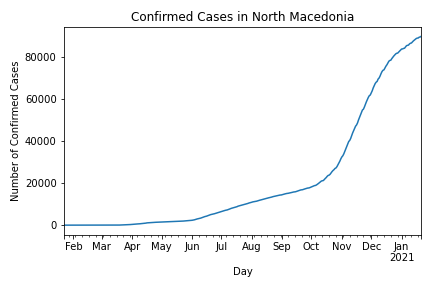 Confirmed Cases in North Macedonia
Number of Confirmed Cases
80000
60000
40000
20000
0
Feb Mar Apr May Jun Jul Aug Sep Oct Nov Dec Jan
2021
Day